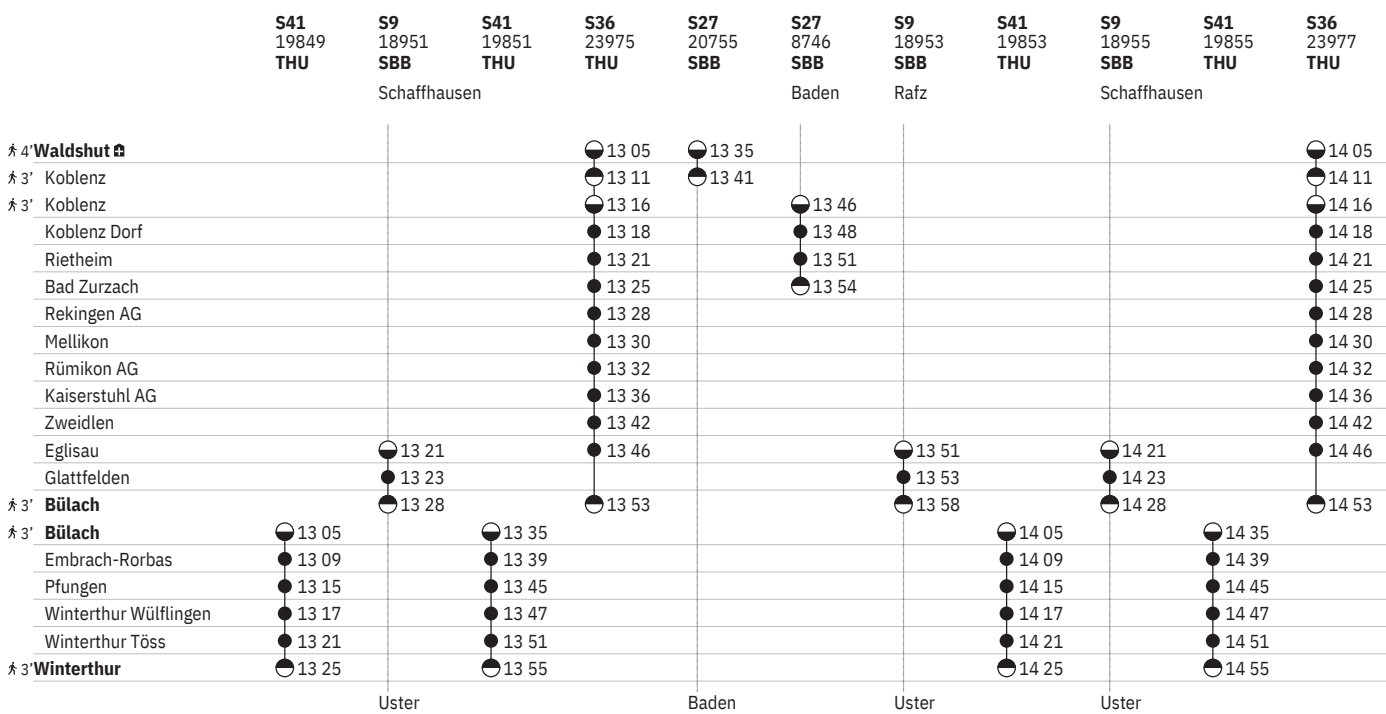 S41 S9 S41 S36 S27 S27 S9 S41 S9 S41 S36
19849 18951 19851 23975 20755 8746 18953 19853 18955 19855 23977
THU SBB THU THU SBB SBB SBB THU SBB THU THU
Schaffhausen Baden Rafz Schaffhausen
4' Waldshut 13 05 13 35 14 05
3' Koblenz 13 11 13 41 14 11
3' Koblenz 13 16 13 46 14 16
Koblenz Dorf 13 18 13 48 14 18
Rietheim 13 21 13 51 14 21
Bad Zurzach 13 25 13 54 14 25
Rekingen AG 13 28 14 28
Mellikon 13 30 14 30
Rümikon AG 13 32 14 32
Kaiserstuhl AG 13 36 14 36
Zweidlen 13 42 14 42
Eglisau 13 21 13 46 13 51 14 21 14 46
Glattfelden 13 23 13 53 14 23
3' Bülach 13 28 13 53 13 58 14 28 14 53
3' Bülach 13 05 13 35 14 05 14 35
Embrach-Rorbas 13 09 13 39 14 09 14 39
Pfungen 13 15 13 45 14 15 14 45
Winterthur Wülflingen 13 17 13 47 14 17 14 47
Winterthur Töss 13 21 13 51 14 21 14 51
3' Winterthur 13 25 13 55 14 25 14 55
Uster Baden Uster Uster